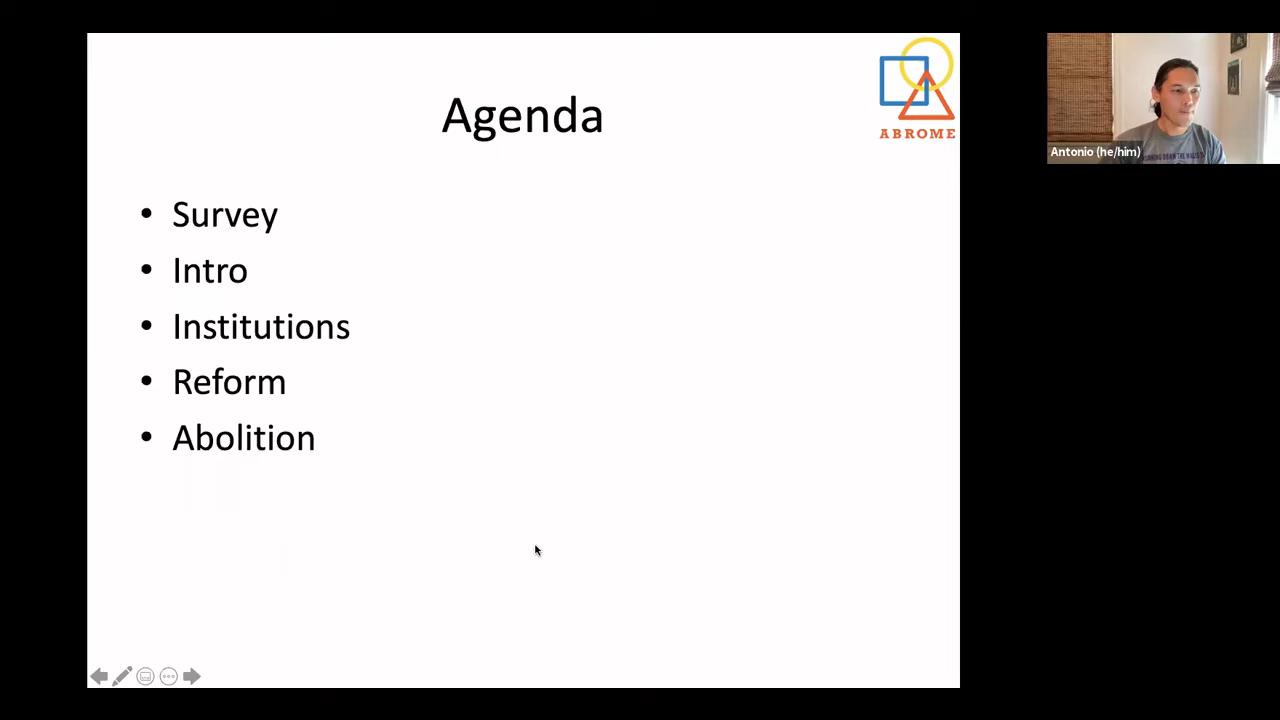 Agenda
ABROME
• Survey
• Intro
• Institutions
• Reform
• Abolition
Antonio (he/him)